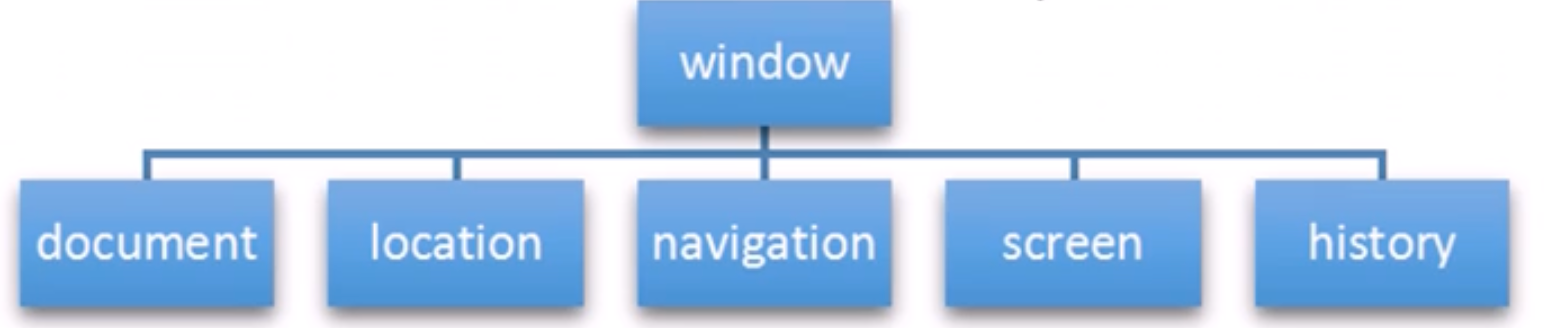 window
document
location
navigation
screen
history